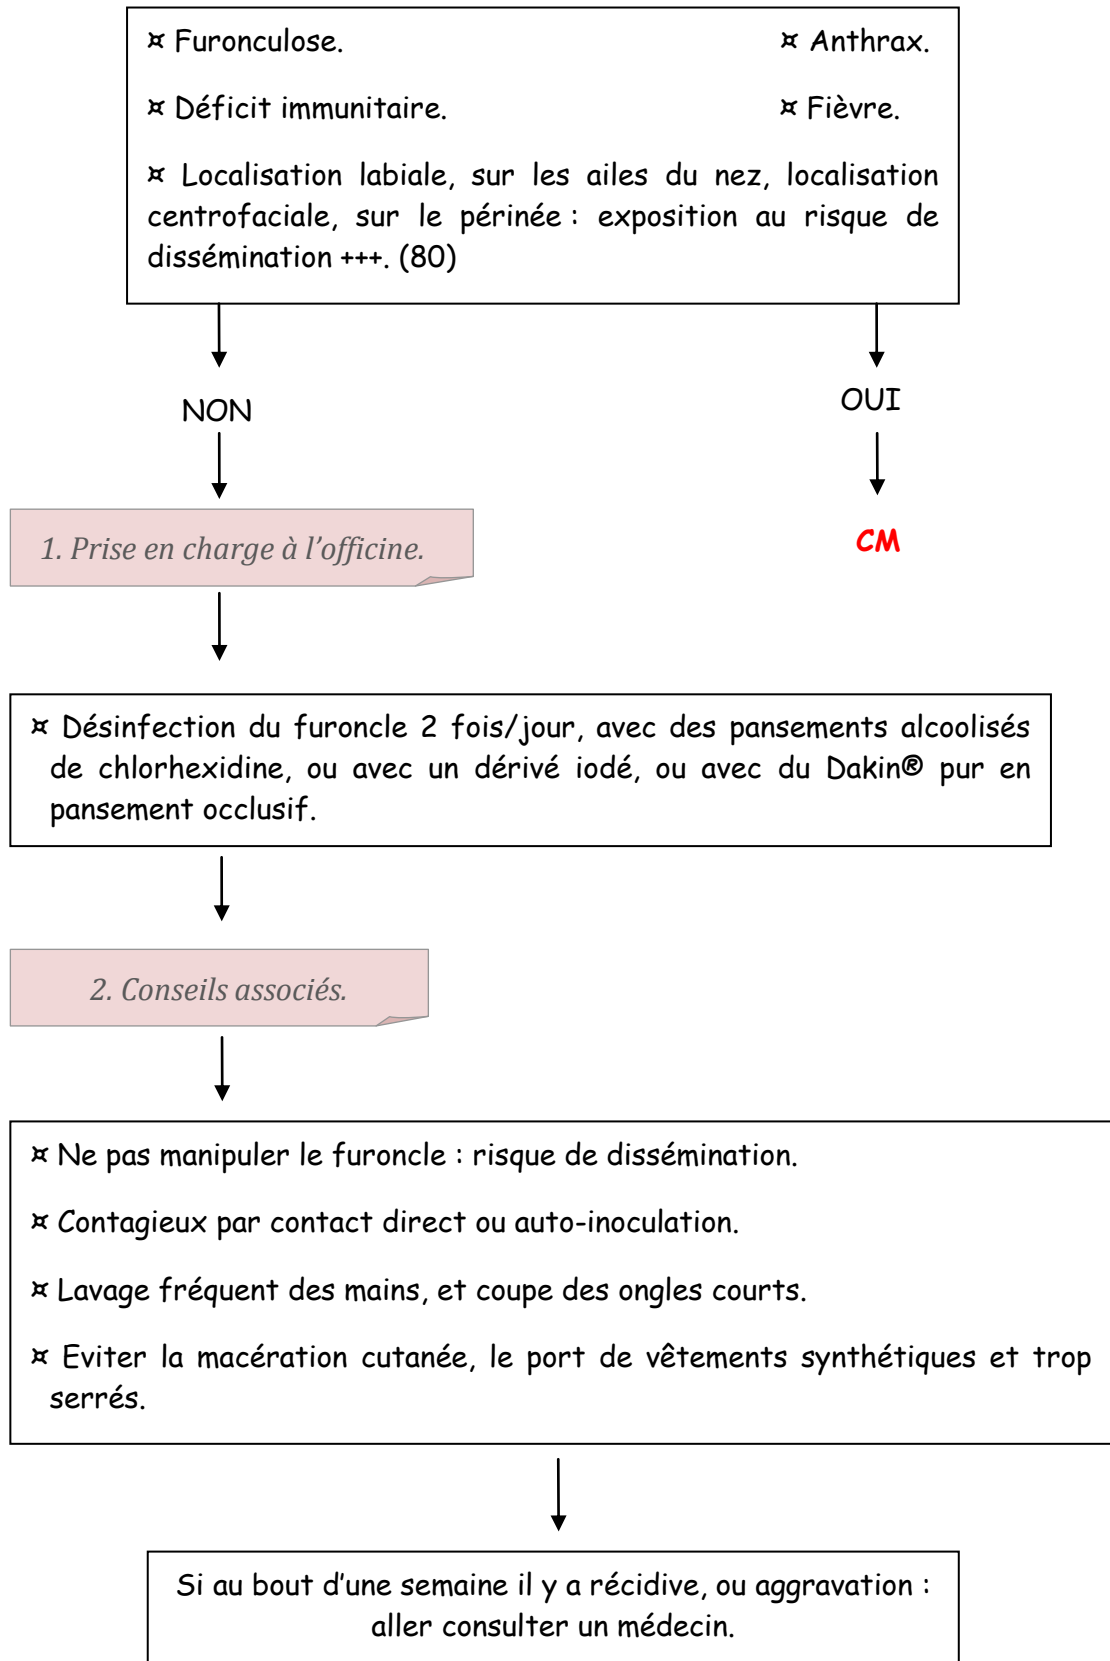 ¤ Furonculose. ¤ Anthrax.
¤ Déficit immunitaire. ¤ Fièvre.
¤ Localisation labiale, sur les ailes du nez, localisation
centrofaciale, sur le périnée : exposition au risque de
dissémination +++. (80)
NON OUI
1. Prise en charge à l'officine. CM
¤ Désinfection du furoncle 2 fois/jour, avec des pansements alcoolisés
de chlorhexidine, ou avec un dérivé iodé, ou avec du Dakin® pur en
pansement occlusif.
2. Conseils associés.
¤ Ne pas manipuler le furoncle : risque de dissémination.
¤ Contagieux par contact direct ou auto-inoculation.
¤ Lavage fréquent des mains, et coupe des ongles courts.
¤ Eviter la macération cutanée, le port de vêtements synthétiques et trop
serrés.
Si au bout d'une semaine il y a récidive, ou aggravation :
aller consulter un médecin.